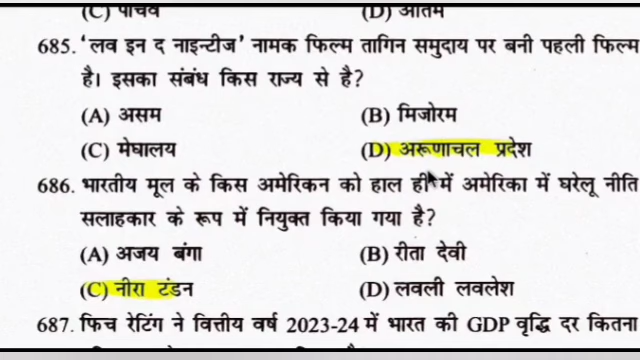 (C) पाचव (D) आतम
685. 'लव इन द नाइन्टीज' नामक फिल्म तागिन समुदाय पर बनी पहली फिल्म
है। इसका संबंध किस राज्य से है?
(A) असम (B) मिजोरम
(C) मेघालय (D) अरूणाचल प्रदेश
686. भारतीय मूल के किस अमेरिकन को हाल ही में अमेरिका में घरेलू नीति
सलाहकार के रूप में नियुक्त किया गया है?
(A) अजय बंगा (B) रीता देवी
(C) नीरा टंडन (D) लवली लवलेश
687. फिच रेटिंग ने वित्तीय वर्ष 2023-24 में भारत की GDP वृद्धि दर कितना